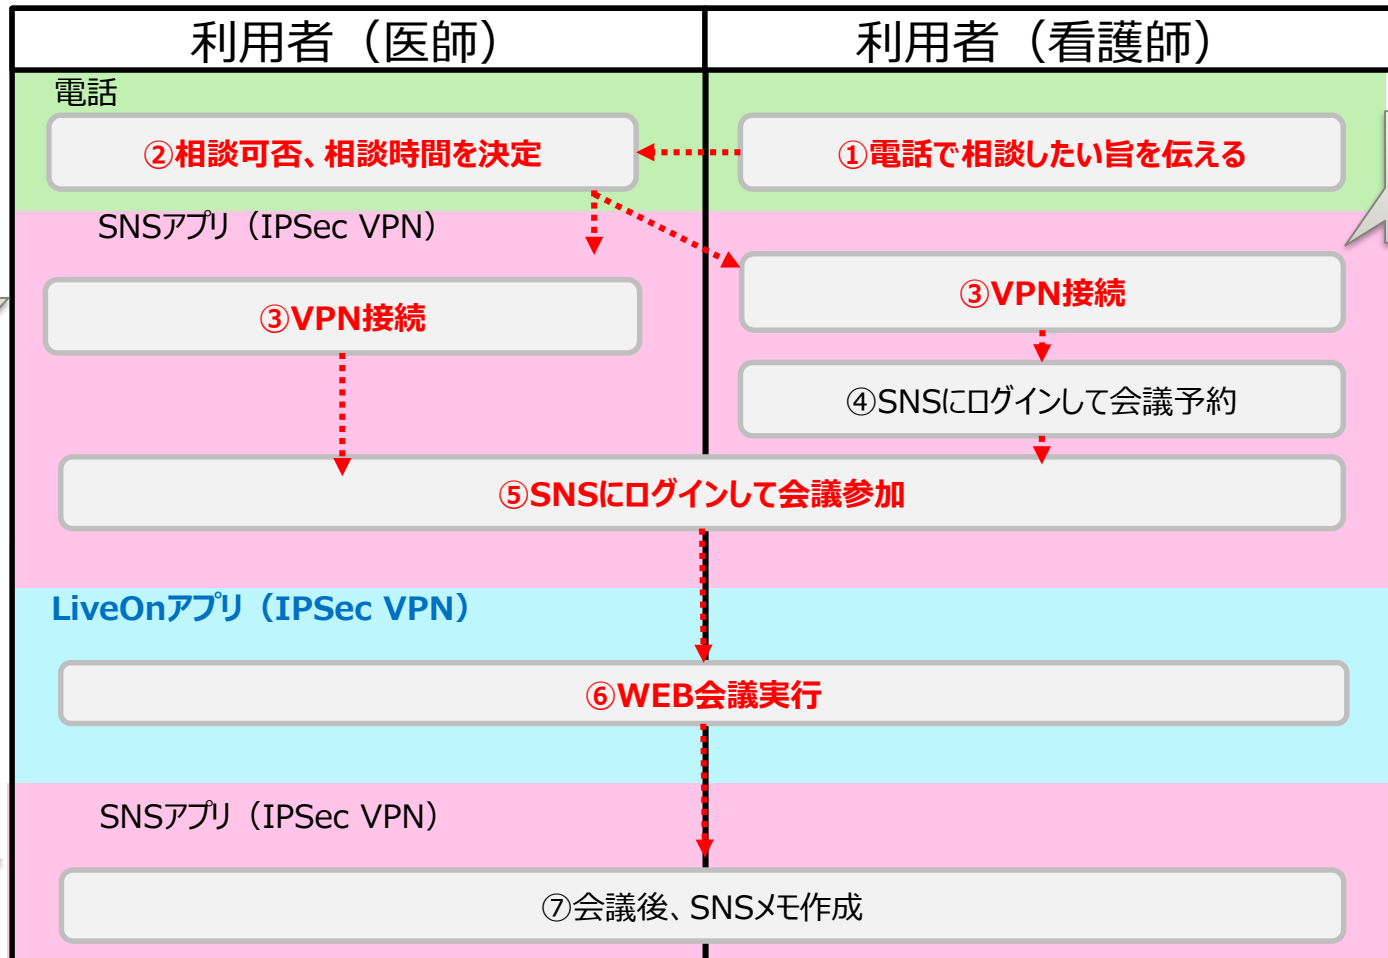 利用者（医師）
利用者（看護師）
電話
②相談可否、相談時間を決定
①電話で相談したい旨を伝える
SNSアプリ（IPSec VPN）
③VPN接続
③VPN接続
④SNSにログインして会議予約
⑤SNSにログインして会議参加
LiveOnアプリ（IPSec VPN）
⑥WEB会議実行
SNSアプリ（IPSec VPN）
⑦会議後、SNSメモ作成